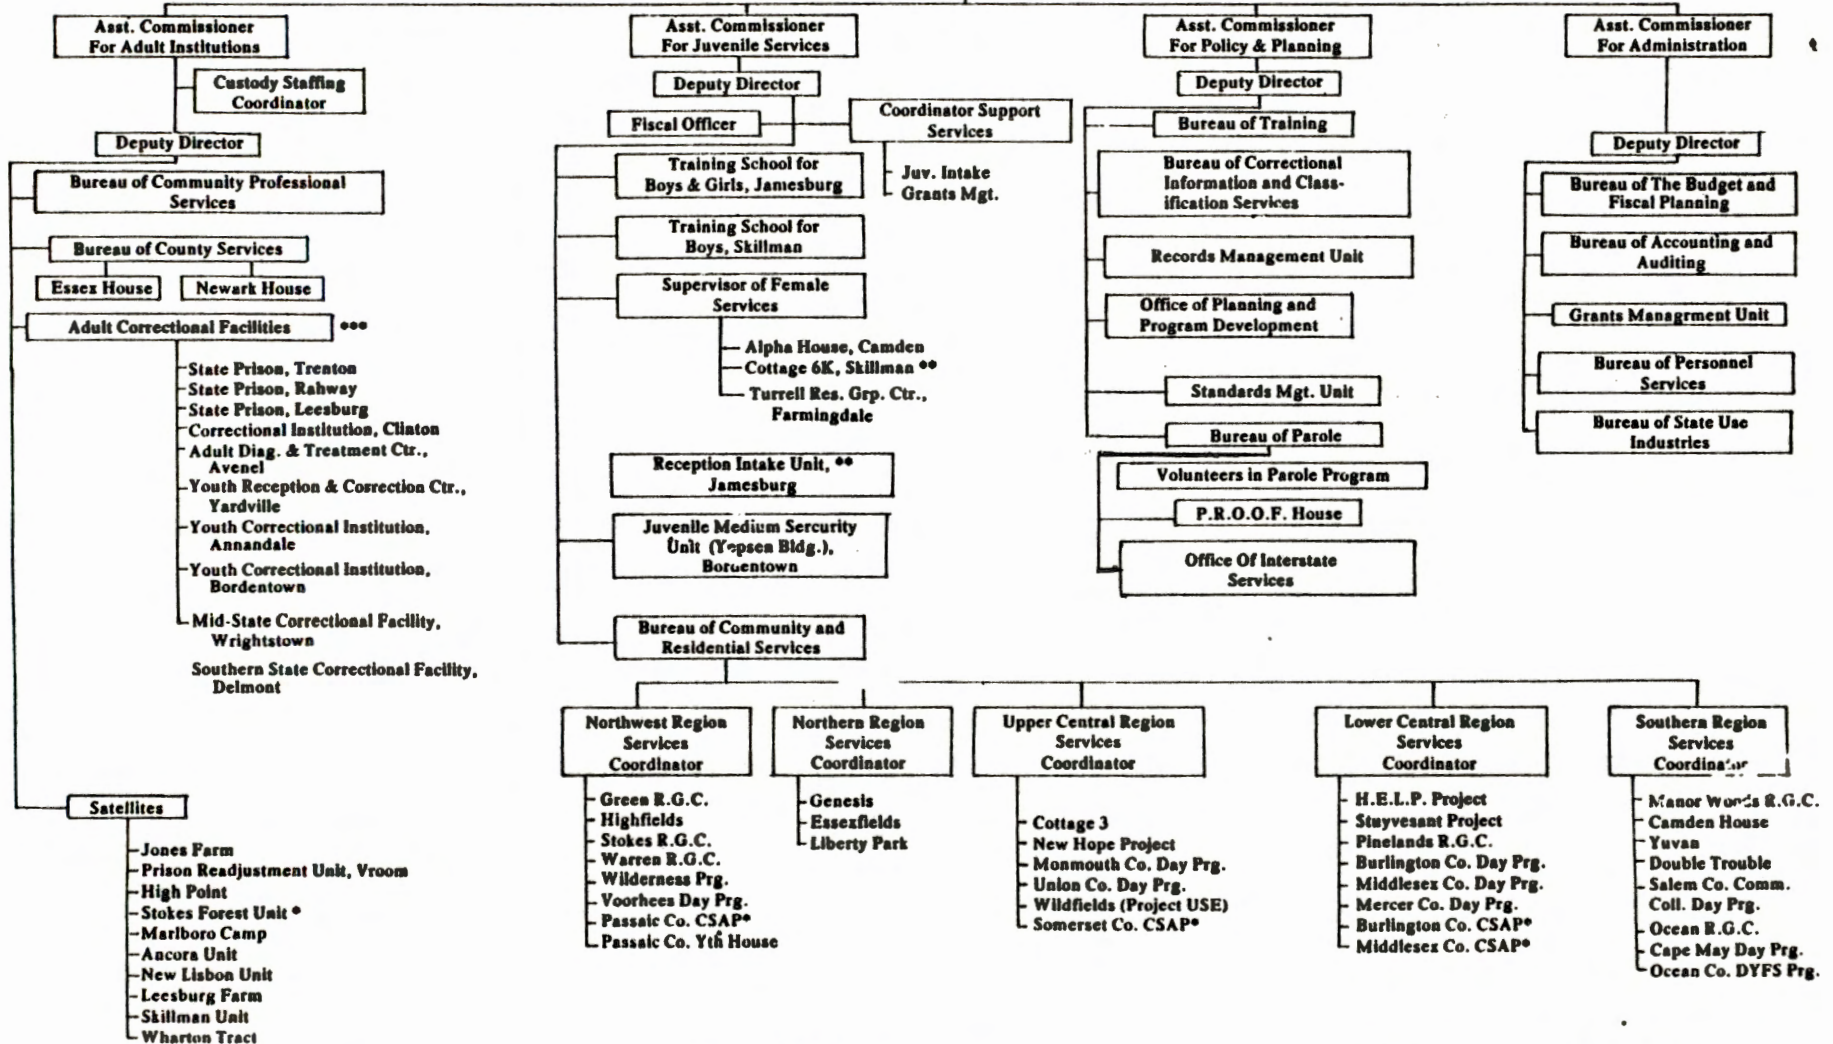 Asst. Commissioner
For Adult Institutions
Custody Staffing
Coordinator
Deputy Director
Bureau of Community Professional
Services
Bureau of County Services
Essex House
Newark House
Adult Correctional Facilities •••
State Prison, Trenton
State Prison, Rahway
State Prison, Leesburg
Correctional Institution, Clinton
Adult Diag. & Treatment Ctr.,
Avenel
Youth Reception & Correction Ctr.,
Yardville
Youth Correctional Institution,
Annandale
Youth Correctional Institution,
Bordentown
Mid-State Correctional Facility,
Wrightstown
Southern State Correctional Facility,
Delmont
Satellites
Jones Farm
Prison Readjustment Unit, Vroom
High Point
Stokes Forest Unit •
Marlboro Camp
Ancora Unit
New Lisbon Unit
Leesburg Farm
Skillman Unit
Wharton Tract
Asst. Commissioner
For Juvenile Services
Deputy Director
Fiscal Officer
Coordinator Support
Services
Juv. Intake
Grants Mgt.
Training School for
Boys & Girls, Jamesburg
Training School for
Boys, Skillman
Supervisor of Female
Services
Alpha House, Camden
Cottage 6K, Skillman ••
Turrell Res. Grp. Ctr.,
Farmingdale
Reception Intake Unit, ••
Jamesburg
Juvenile Medium Sercurity
Unit (Yepsen Bldg.),
Bordentown
Bureau of Community and
Residential Services
Northwest Region
Services
Coordinator
Green R.G.C.
Highfields
Stokes R.G.C.
Warren R.G.C.
Wilderness Prg.
Voorhees Day Prg.
Passaic Co. CSAP•
Passaic Co. Yth House
Northern Region
Services
Coordinator
Genesis
Essexfields
Liberty Park
Upper Central Region
Services
Coordinator
Cottage 3
New Hope Project
Monmouth Co. Day Prg.
Union Co. Day Prg.
Wildfields (Project USE)
Somerset Co. CSAP•
Lower Central Region
Services
Coordinator
H.E.L.P. Project
Stuyvesant Project
Pinelands R.G.C.
Burlington Co. Day Prg.
Middlesex Co. Day Prg.
Mercer Co. Day Prg.
Burlington Co. CSAP•
Middlesex Co. CSAP•
Southern Region
Services
Coordinator
Manor Woods R.G.C.
Camden House
Yuvan
Double Trouble
Salem Co. Comm.
Coll. Day Prg.
Ocean R.G.C.
Cape May Day Prg.
Ocean Co. DYFS Prg.
Asst. Commissioner
For Policy & Planning
Deputy Director
Bureau of Training
Bureau of Correctional
Information and Class-
ification Services
Records Management Unit
Office of Planning and
Program Development
Standards Mgt. Unit
Bureau of Parole
Volunteers in Parole Program
P.R.O.O.F. House
Office Of Interstate
Services
Asst. Commissioner
For Administration
Deputy Director
Bureau of The Budget and
Fiscal Planning
Bureau of Accounting and
Auditing
Grants Managrment Unit
Bureau of Personnel
Services
Bureau of State Use
Industries